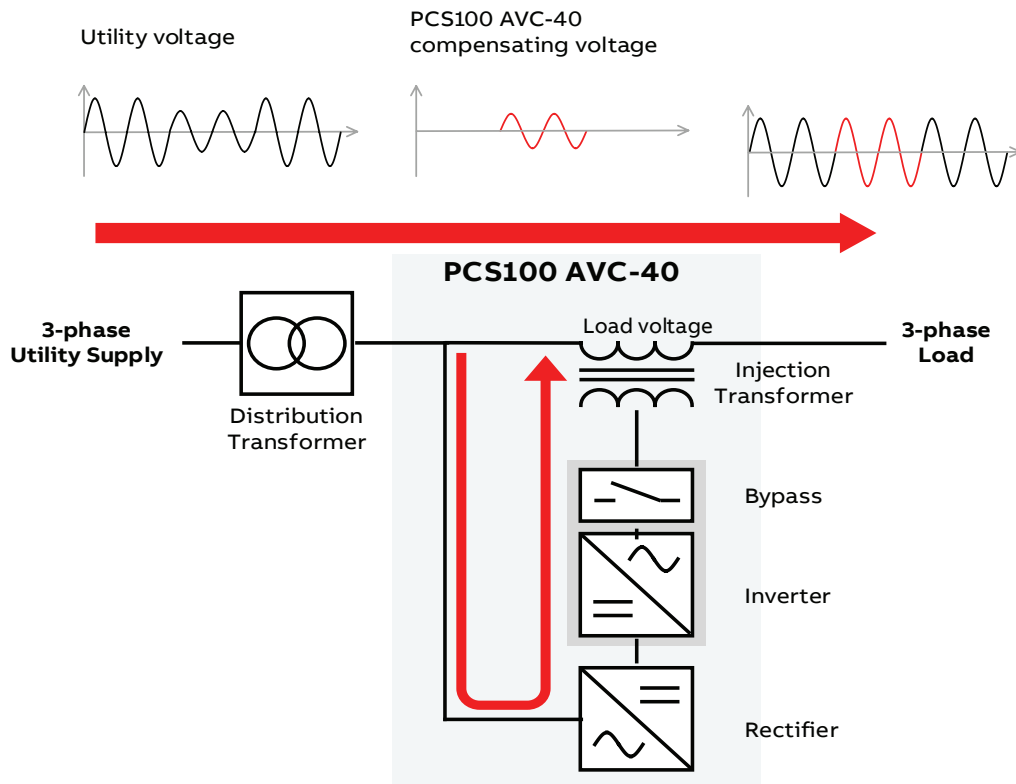 Utility voltage
PCS100 AVC-40
compensating voltage
PCS100 AVC-40
3-phase
Utility Supply
Load voltage
3-phase
Load
Injection
Transformer
Distribution
Transformer
Bypass
Inverter
Rectifier